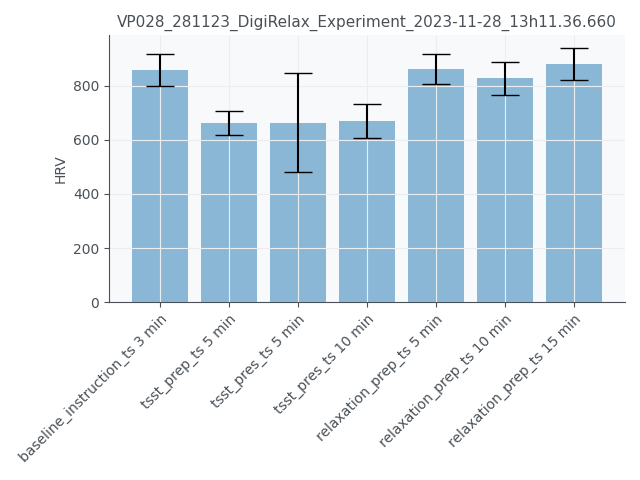 VP028_281123_DigiRelax_Experiment_2023-11-28_13h11.36.660
HRV
800
600
400
200
0
baseline_instruction_ts 3 min
tsst_prep_ts 5 min
tsst_pres_ts 5 min
tsst_pres_ts 10 min
relaxation_prep_ts 5 min
relaxation_prep_ts 10 min
relaxation_prep_ts 15 min